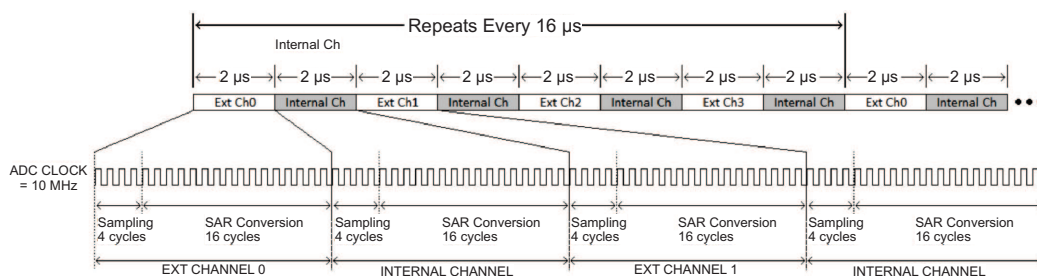 Repeats Every 16 µs
Internal Ch
2 µs 2 µs 2 µs 2 µs 2 µs 2 µs 2 µs 2 µs 2 µs 2 µs
Ext Ch0 Internal Ch Ext Ch1 Internal Ch Ext Ch2 Internal Ch Ext Ch3 Internal Ch Ext Ch0 Internal Ch •••
ADC CLOCK
= 10 MHz
Sampling SAR Conversion Sampling SAR Conversion Sampling SAR Conversion Sampling SAR Conversion
4 cycles 16 cycles 4 cycles 16 cycles 4 cycles 16 cycles 4 cycles 16 cycles
EXT CHANNEL 0 INTERNAL CHANNEL EXT CHANNEL 1 INTERNAL CHANNEL